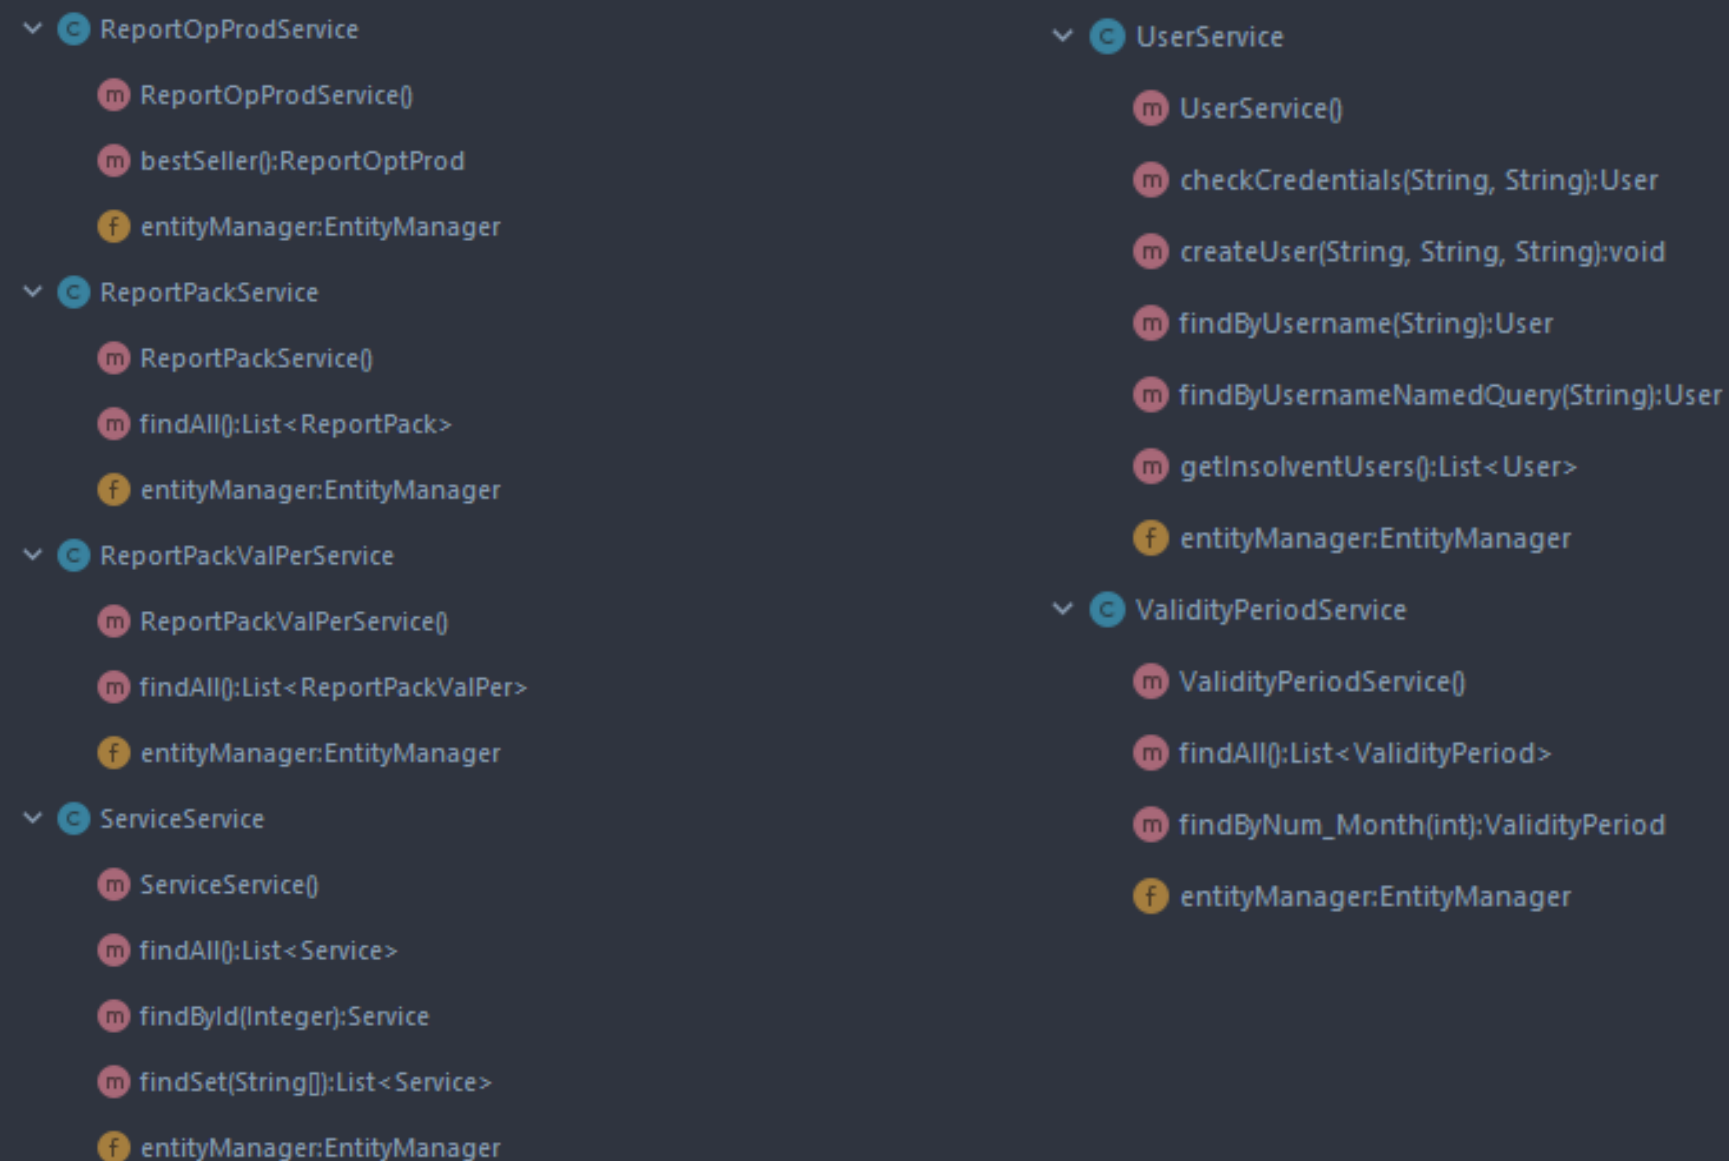 ReportOpProdService
ReportOpProdService()
bestSeller():ReportOptProd
entityManager:EntityManager
ReportPackService
ReportPackService()
findAll():List<ReportPack>
entityManager:EntityManager
ReportPackValPerService
ReportPackValPerService()
findAll():List<ReportPackValPer>
entityManager:EntityManager
ServiceService
ServiceService()
findAll():List<Service>
findById(Integer):Service
findSet(String[]):List<Service>
entityManager:EntityManager
UserService
UserService()
checkCredentials(String, String):User
createUser(String, String, String):void
findByUsername(String):User
findByUsernameNamedQuery(String):User
getInsolventUsers():List<User>
entityManager:EntityManager
ValidityPeriodService
ValidityPeriodService()
findAll():List<ValidityPeriod>
findByNum_Month(int):ValidityPeriod
entityManager:EntityManager